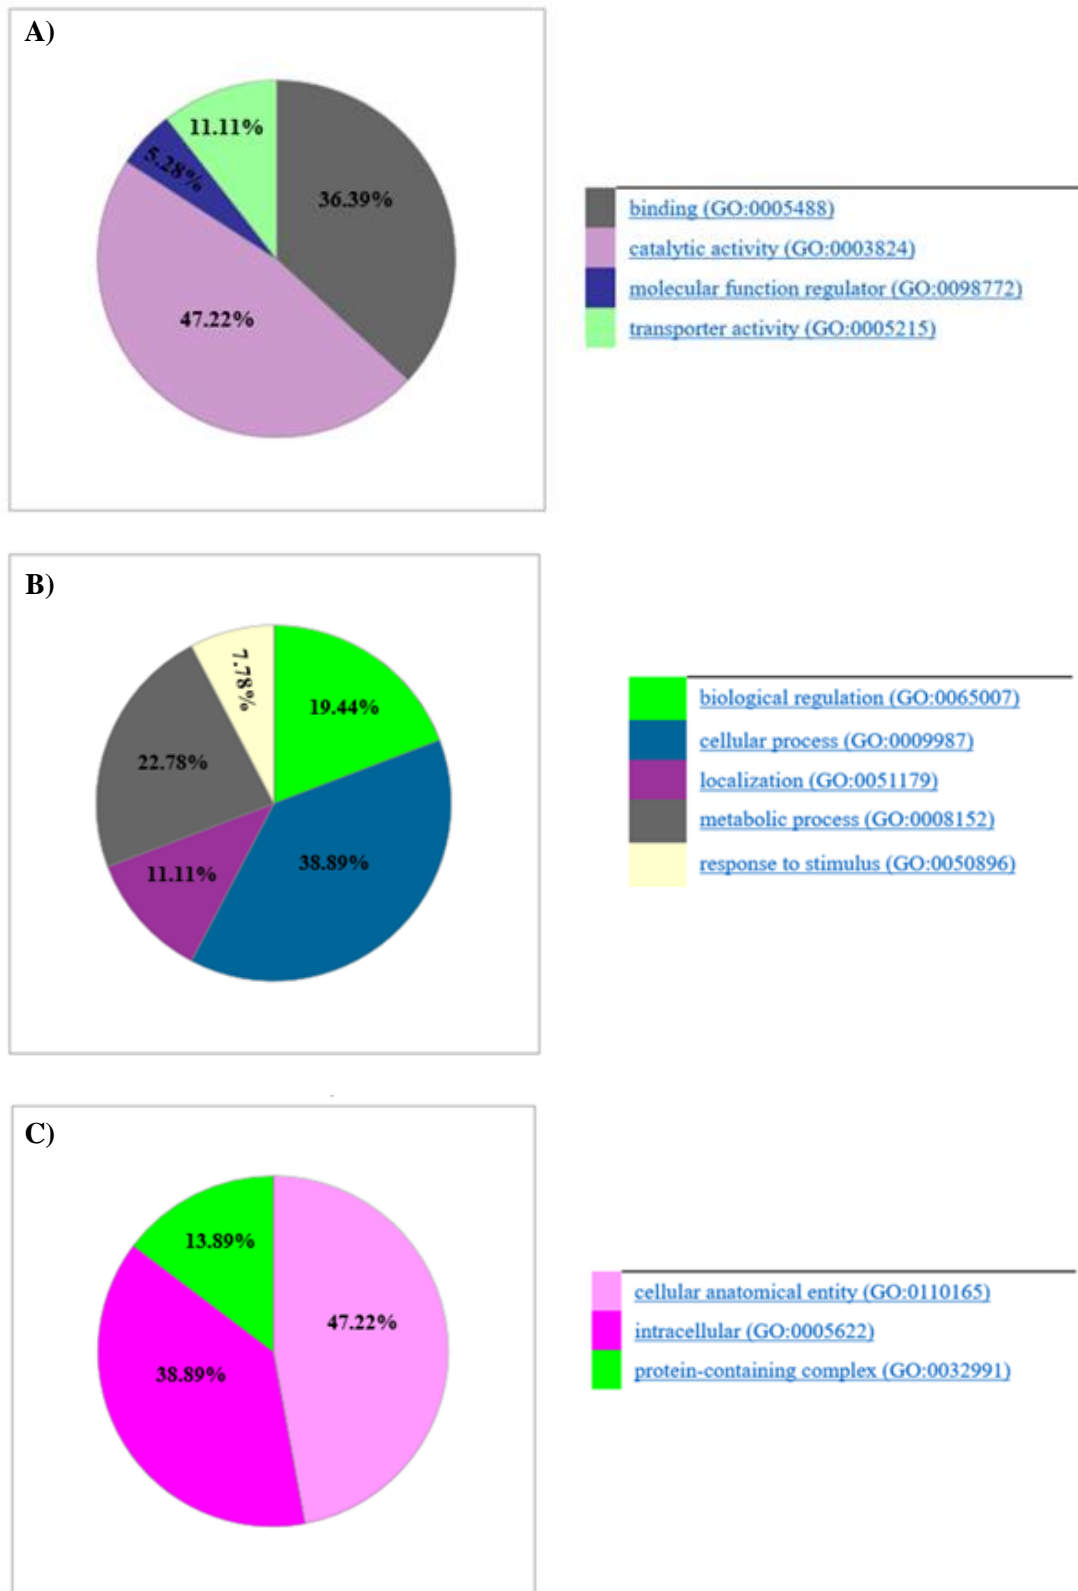 A)
11.11%
5.28%
36.39%
47.22%
binding (GO:0005488)
catalytic activity (GO:0003824)
molecular function regulator (GO:0098772)
transporter activity (GO:0005215)
B)
7.78%
19.44%
22.78%
38.89%
11.11%
biological regulation (GO:0065007)
cellular process (GO:0009987)
localization (GO:0051179)
metabolic process (GO:0008152)
response to stimulus (GO:0050896)
C)
13.89%
47.22%
38.89%
cellular anatomical entity (GO:0110165)
intracellular (GO:0005622)
protein-containing complex (GO:0032991)